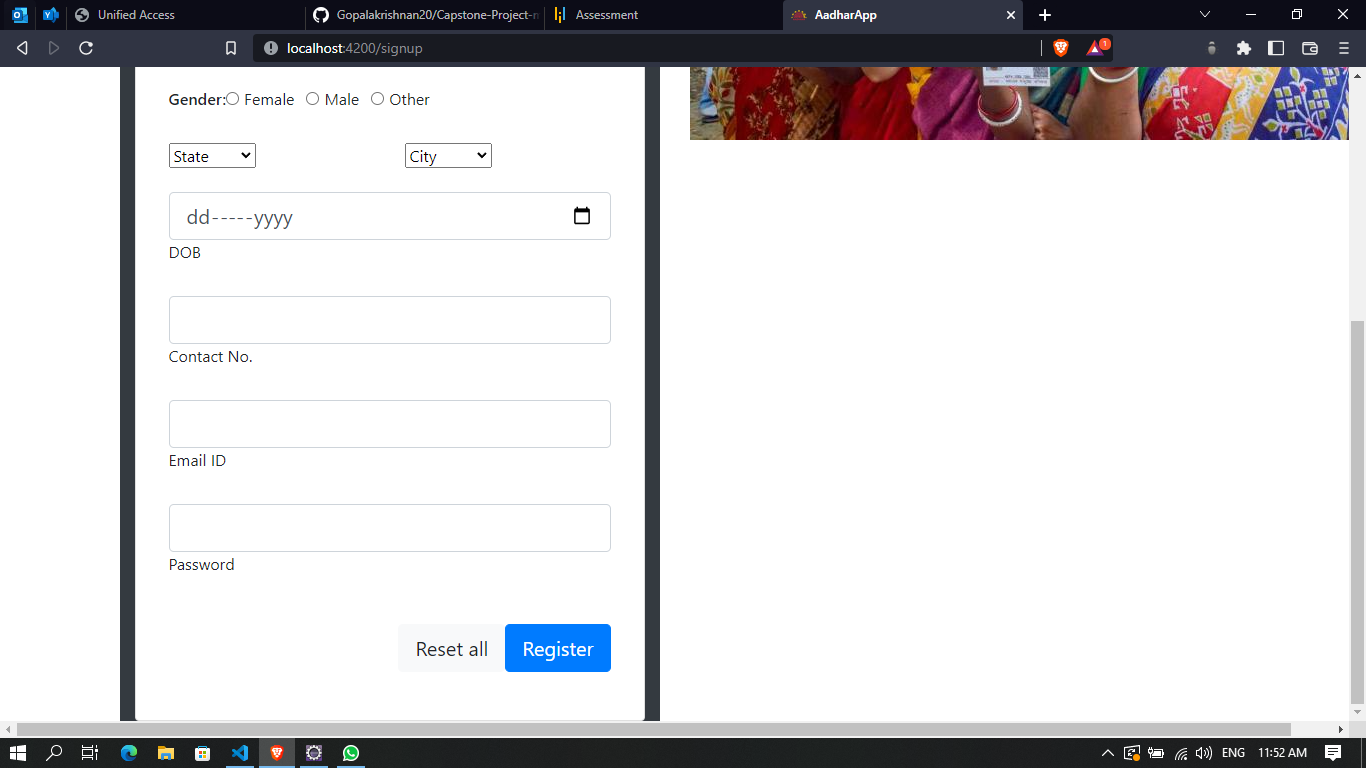 Unified Access
Gopalakrishnan20/Capstone-Project-
Assessment
AadharApp
localhost:4200/signup
1
Gender: Female Male Other
State City
dd-----yyyy
DOB
Contact No.
Email ID
Password
Reset all Register
ENG 11:52 AM